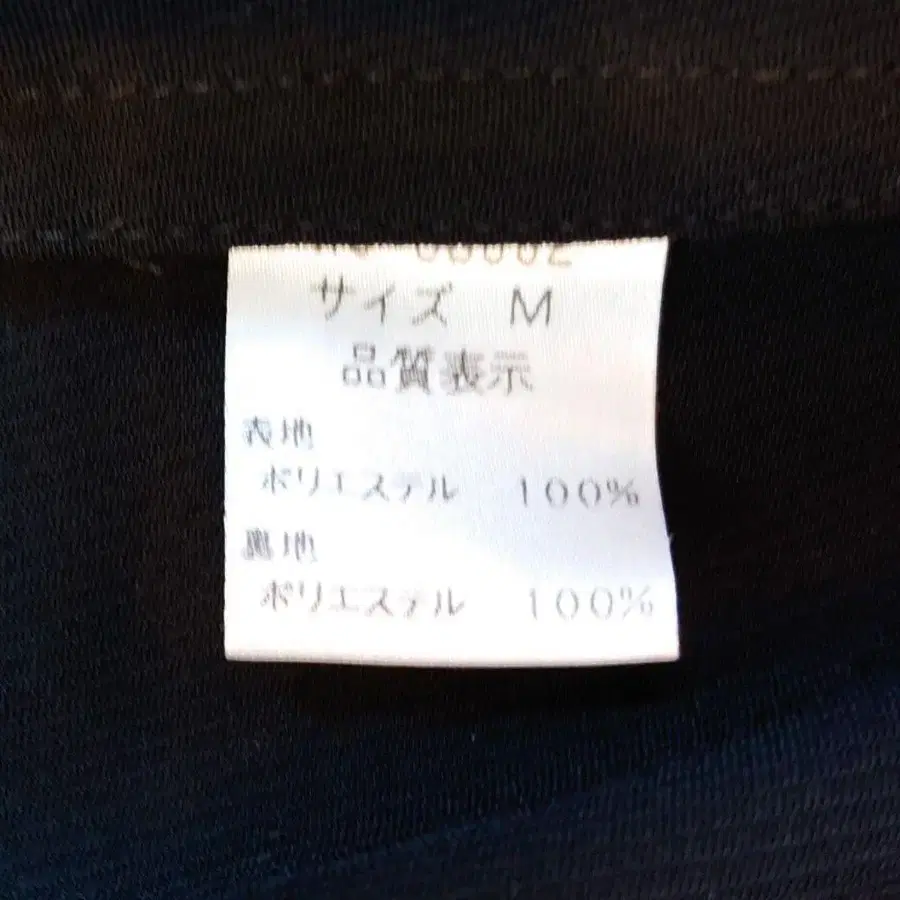 サイズ M
品質表示
表地
ポリエステル 100%
裏地
ポリエステル 100%